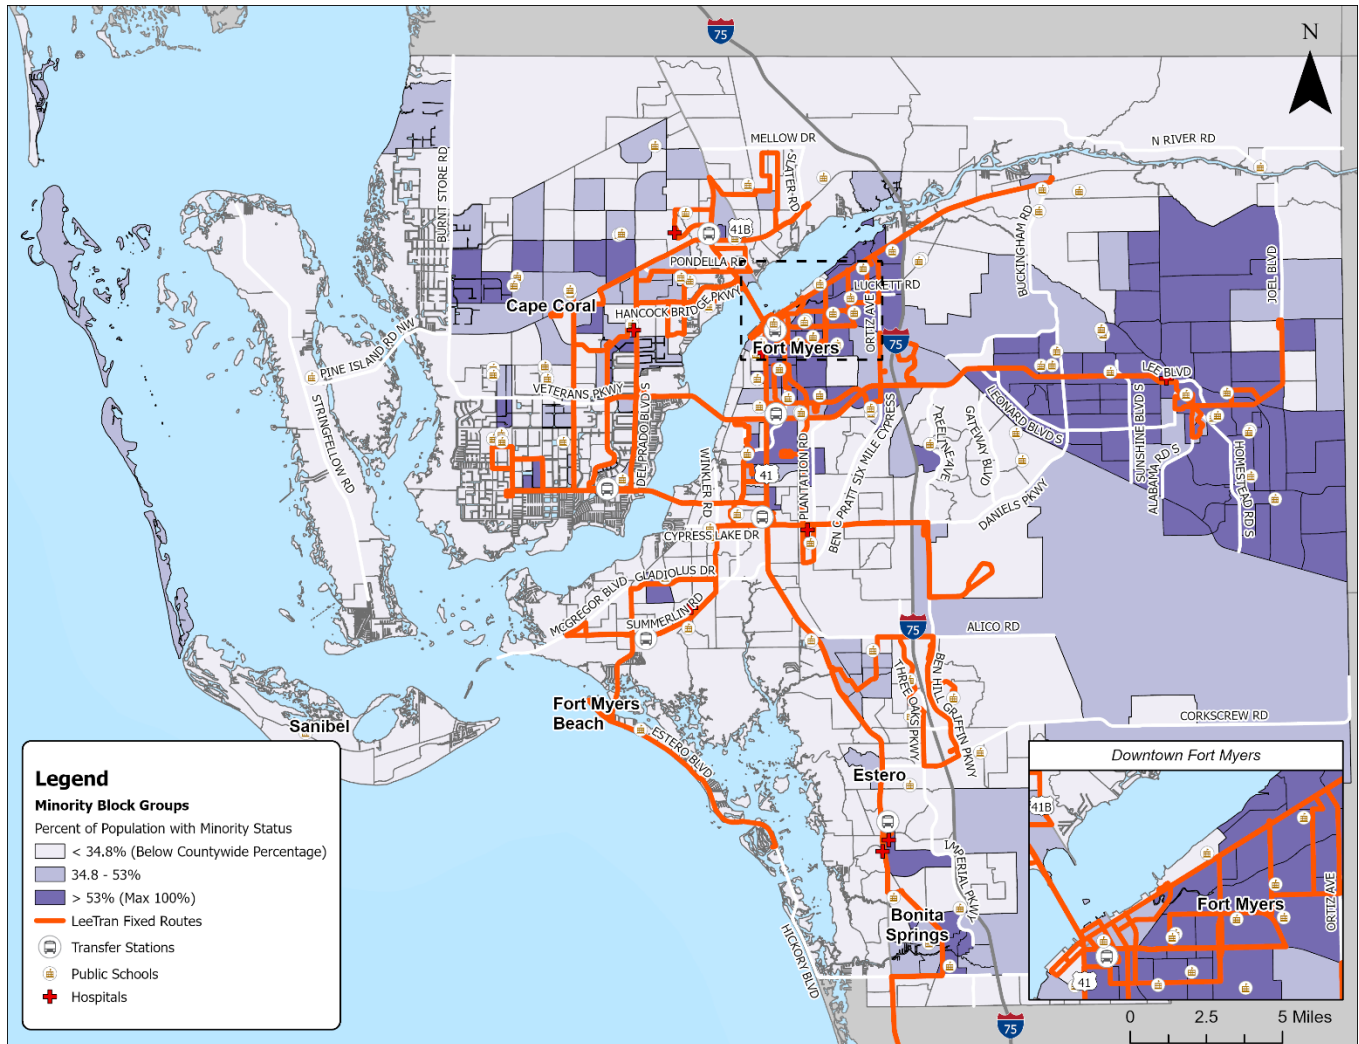 75
N
MELLOW DR
N RIVER RD
SLATER RD
BURNT STORE RD
41B
BUCKINGHAM RD
JOEL BLVD
PONDELLA RD
LUCKETT RD
Cape Coral
HANCOCK BRIDGE PKWY
ORTIZ AVE
Fort Myers
75
PINE ISLAND RD NW
LEE BLVD
VETERANS PKWY
STRINGFELLOW RD
DEL PRADO BLVD S
LEONARD BLVD S
SUNSHINE BLVD S
ALABAMA RD S
HOMESTEAD RD S
WINKLER RD
41
PLANTATION RD
BEN C PRATT SIX MILE CYPRESS
TREELINE AVE
GATEWAY BLVD
DANIELS PKWY
CYPRESS LAKE DR
GLADIOLUS DR
MCGREGOR BLVD
SUMMERLIN RD
75
ALICO RD
THREE OAKS PKWY
BEN HILL GRIFFIN PKWY
Fort Myers
Beach
Sanibel
ESTERO BLVD
CORKSCREW RD
Estero
IMPERIAL PKWY
Bonita
Springs
HICKORY BLVD
75
Legend
Minority Block Groups
Percent of Population with Minority Status
< 34.8% (Below Countywide Percentage)
34.8 - 53%
> 53% (Max 100%)
LeeTran Fixed Routes
Transfer Stations
Public Schools
Hospitals
Downtown Fort Myers
41B
Fort Myers
ORTIZ AVE
41
0 2.5 5 Miles